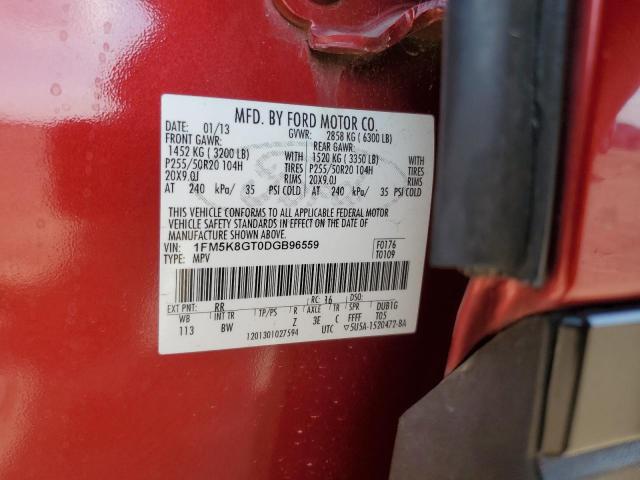 MFD. BY FORD MOTOR CO.
DATE: 01/13 GVWR: 2858 KG ( 6300 LB)
FRONT GAWR: REAR GAWR:
1452 KG ( 3200 LB) WITH 1520 KG ( 3350 LB) WITH
P255/50R20 104H TIRES P255/50R20 104H TIRES
20X9.0J RIMS 20X9.0J RIMS
AT 240 kPa/ 35 PSI COLD AT 240 kPa/ 35 PSI COLD
THIS VEHICLE CONFORMS TO ALL APPLICABLE FEDERAL MOTOR
VEHICLE SAFETY STANDARDS IN EFFECT ON THE DATE OF
MANUFACTURE SHOWN ABOVE.
VIN: 1FM5K8GT0DGB96559 F0176
TYPE: MPV T0109
EXT PNT: RR RC: 16 DSO:
WB INT TR TP/PS R AXLE TR SPR DUB1G
113 BW Z 3E C FFFF T05
1201301027594 UTC ▽5U5A-1520472-BA